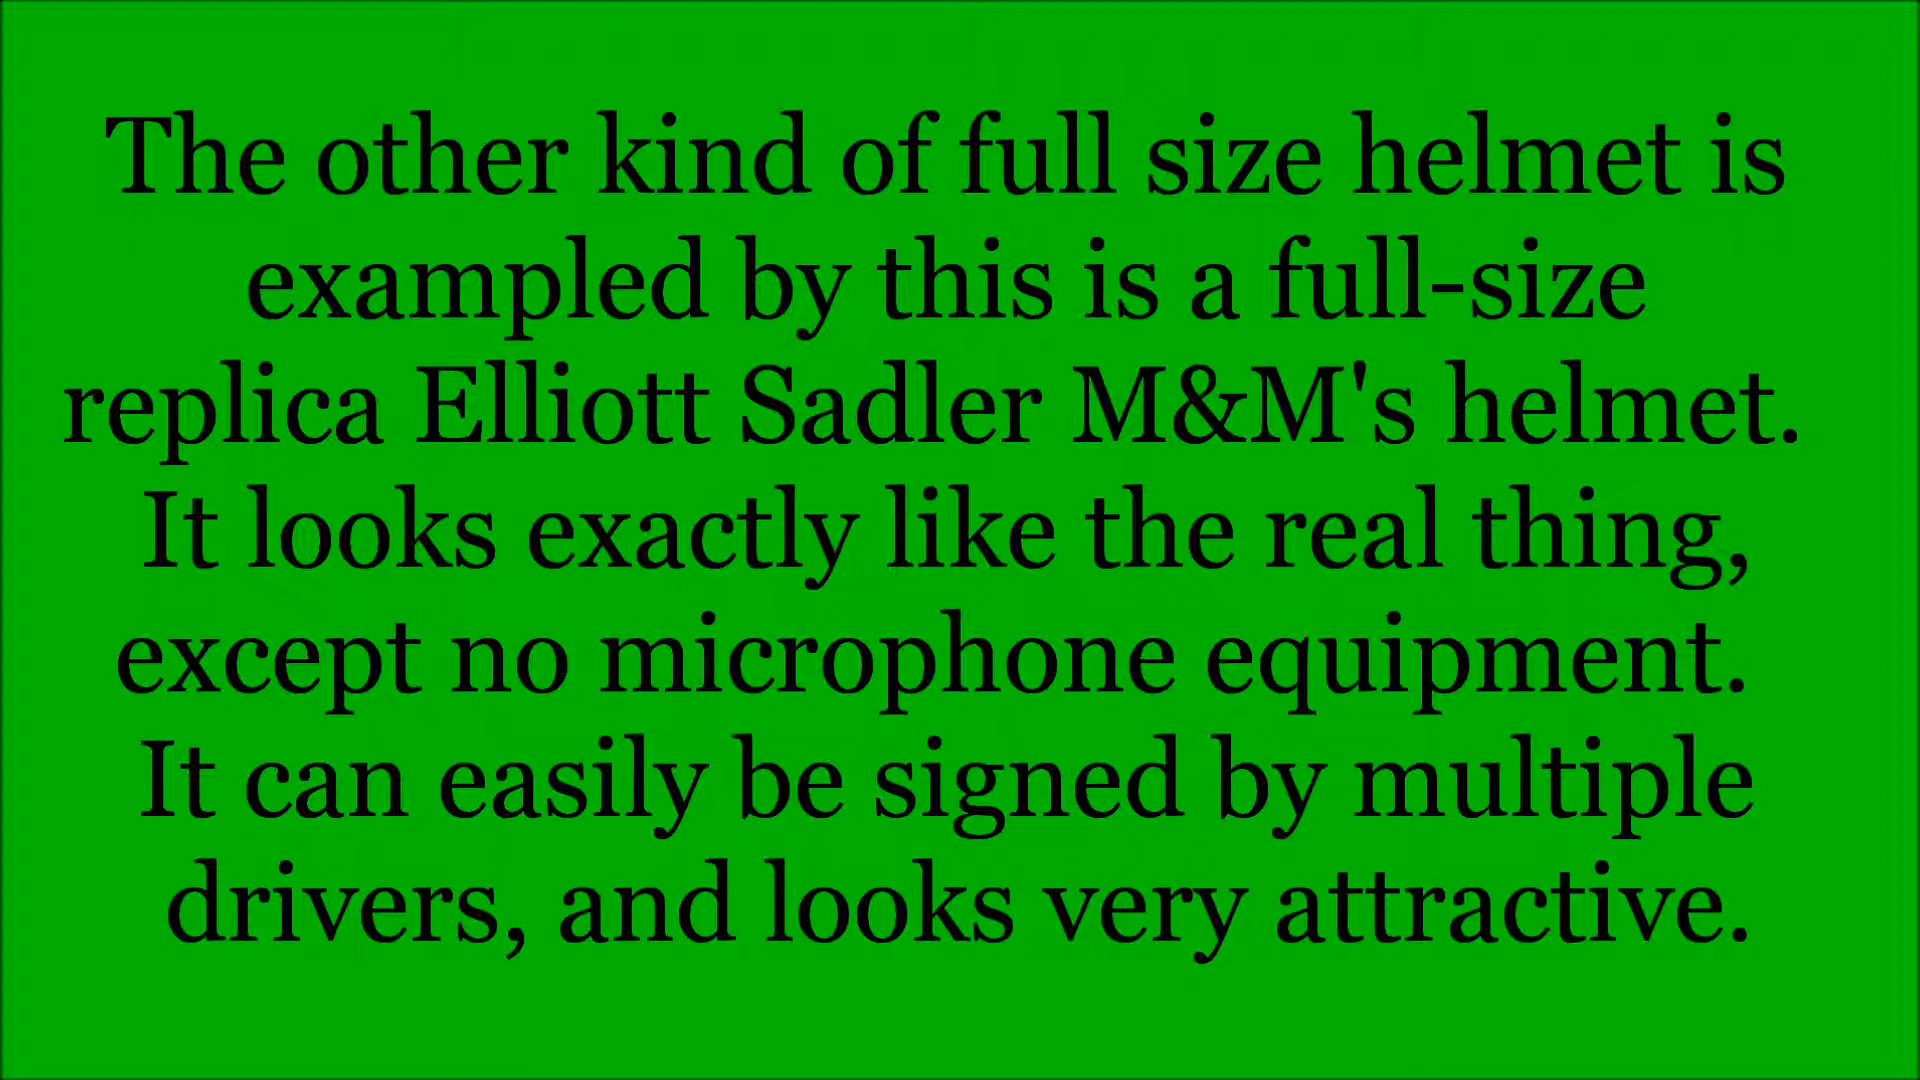 The other kind of full size helmet is
exampled by this is a full-size
replica Elliott Sadler M&M's helmet.
It looks exactly like the real thing,
except no microphone equipment.
It can easily be signed by multiple
drivers, and looks very attractive.